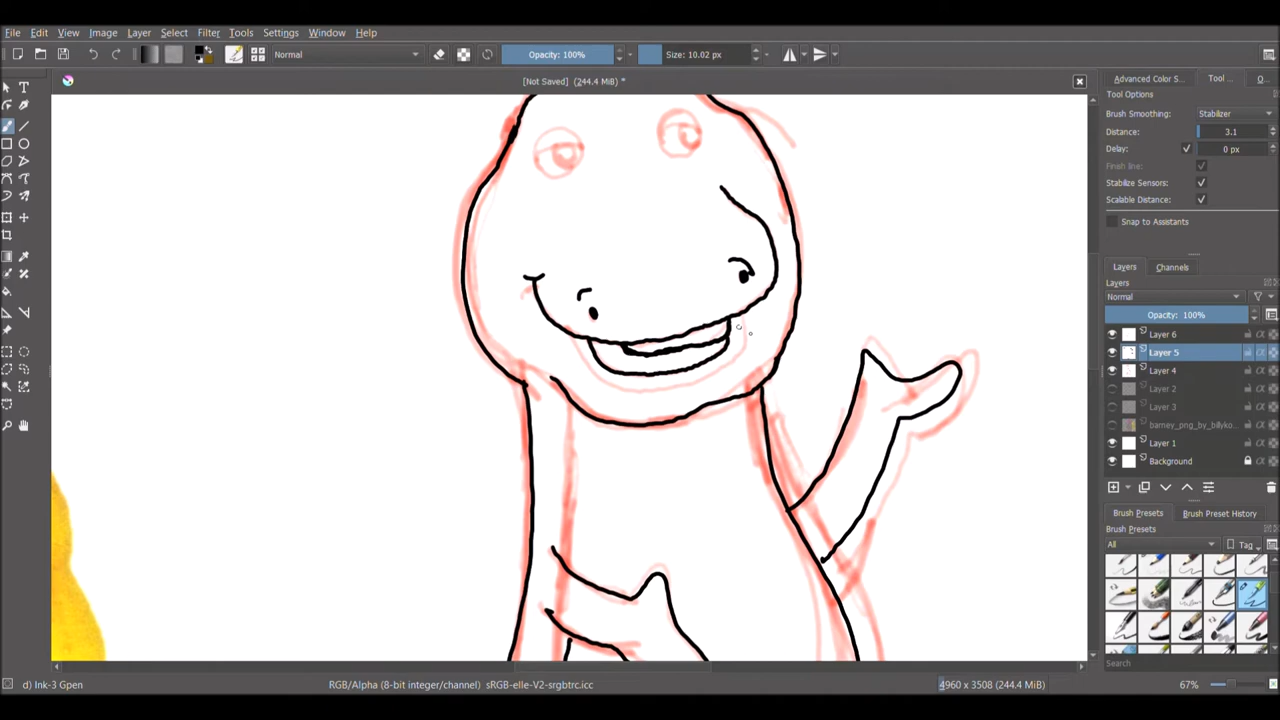 File Edit View Image Layer Select Filter Tools Settings Window Help
Normal Opacity: 100% Size: 10.02 px
[Not Saved] (244.4 MiB) *
Advanced Color S... Tool ... Q...
Tool Options
Brush Smoothing: Stabilizer
Distance: 3.1
Delay: 0 px
Finish line:
Stabilize Sensors:
Scalable Distance:
Snap to Assistants
Layers Channels
Layers
Normal
Opacity: 100%
Layer 6
Layer 5
Layer 4
Layer 2
Layer 3
barney_png_by_billyko...
Layer 1
Background
Brush Presets Brush Preset History
Brush Presets
All Tag
Search
d) Ink-3 Gpen RGB/Alpha (8-bit integer/channel) sRGB-elle-V2-srgbtrc.icc 4960 x 3508 (244.4 MiB) 67%